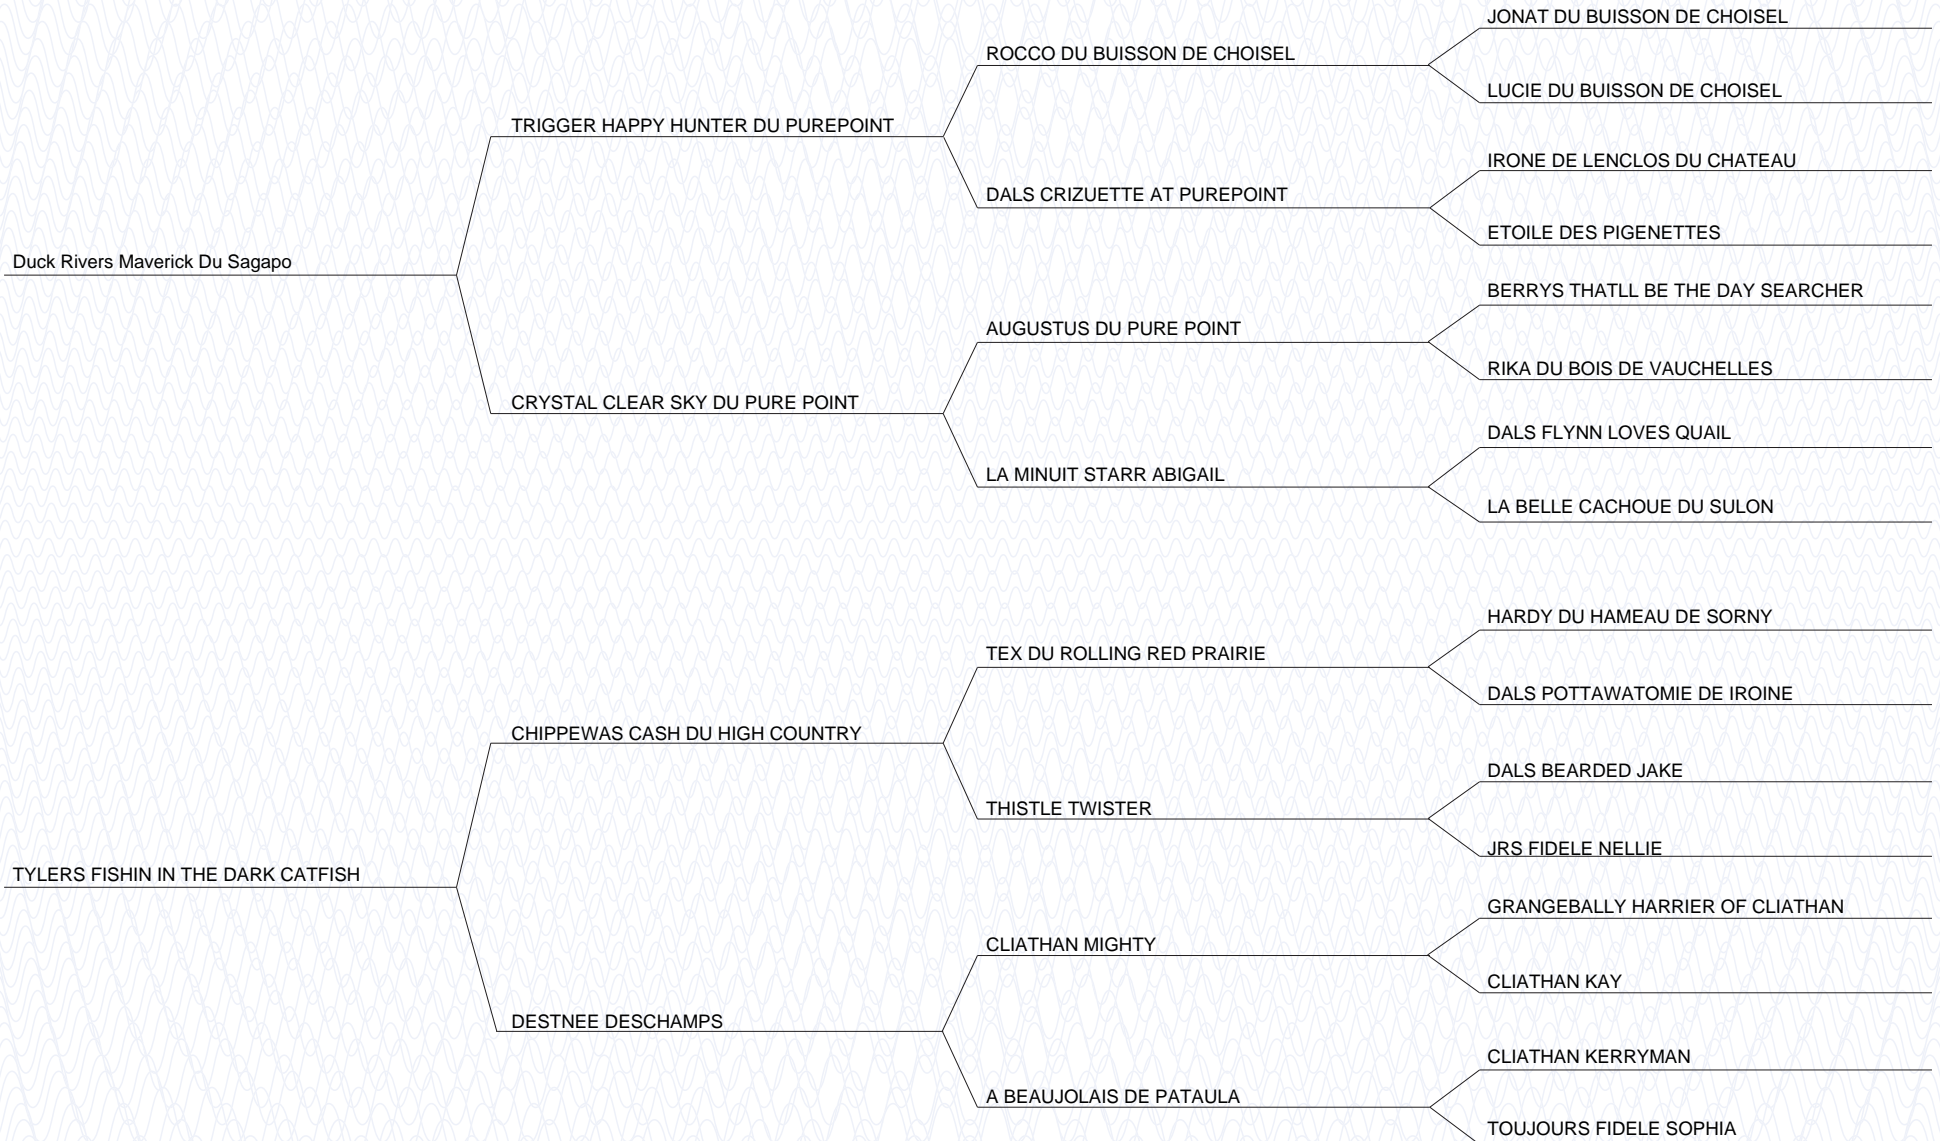 JONAT DU BUISSON DE CHOISEL
ROCCO DU BUISSON DE CHOISEL
LUCIE DU BUISSON DE CHOISEL
TRIGGER HAPPY HUNTER DU PUREPOINT
IRONE DE LENCLOS DU CHATEAU
DALS CRIZUETTE AT PUREPOINT
ETOILE DES PIGENETTES
Duck Rivers Maverick Du Sagapo
BERRYS THATLL BE THE DAY SEARCHER
AUGUSTUS DU PURE POINT
RIKA DU BOIS DE VAUCHELLES
CRYSTAL CLEAR SKY DU PURE POINT
DALS FLYNN LOVES QUAIL
LA MINUIT STARR ABIGAIL
LA BELLE CACHOUE DU SULON
HARDY DU HAMEAU DE SORNY
TEX DU ROLLING RED PRAIRIE
DALS POTTAWATOMIE DE IROINE
CHIPPEWAS CASH DU HIGH COUNTRY
DALS BEARDED JAKE
THISTLE TWISTER
JRS FIDELE NELLIE
TYLERS FISHIN IN THE DARK CATFISH
GRANGEBALLY HARRIER OF CLIATHAN
CLIATHAN MIGHTY
CLIATHAN KAY
DESTNEE DESCHAMPS
CLIATHAN KERRYMAN
A BEAUJOLAIS DE PATAULA
TOUJOURS FIDELE SOPHIA